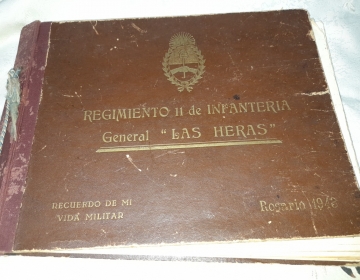 REGIMIENTO 11 de INFANTERIA
General "LAS HERAS"
RECUERDO DE MI
VIDA MILITAR
Rosario